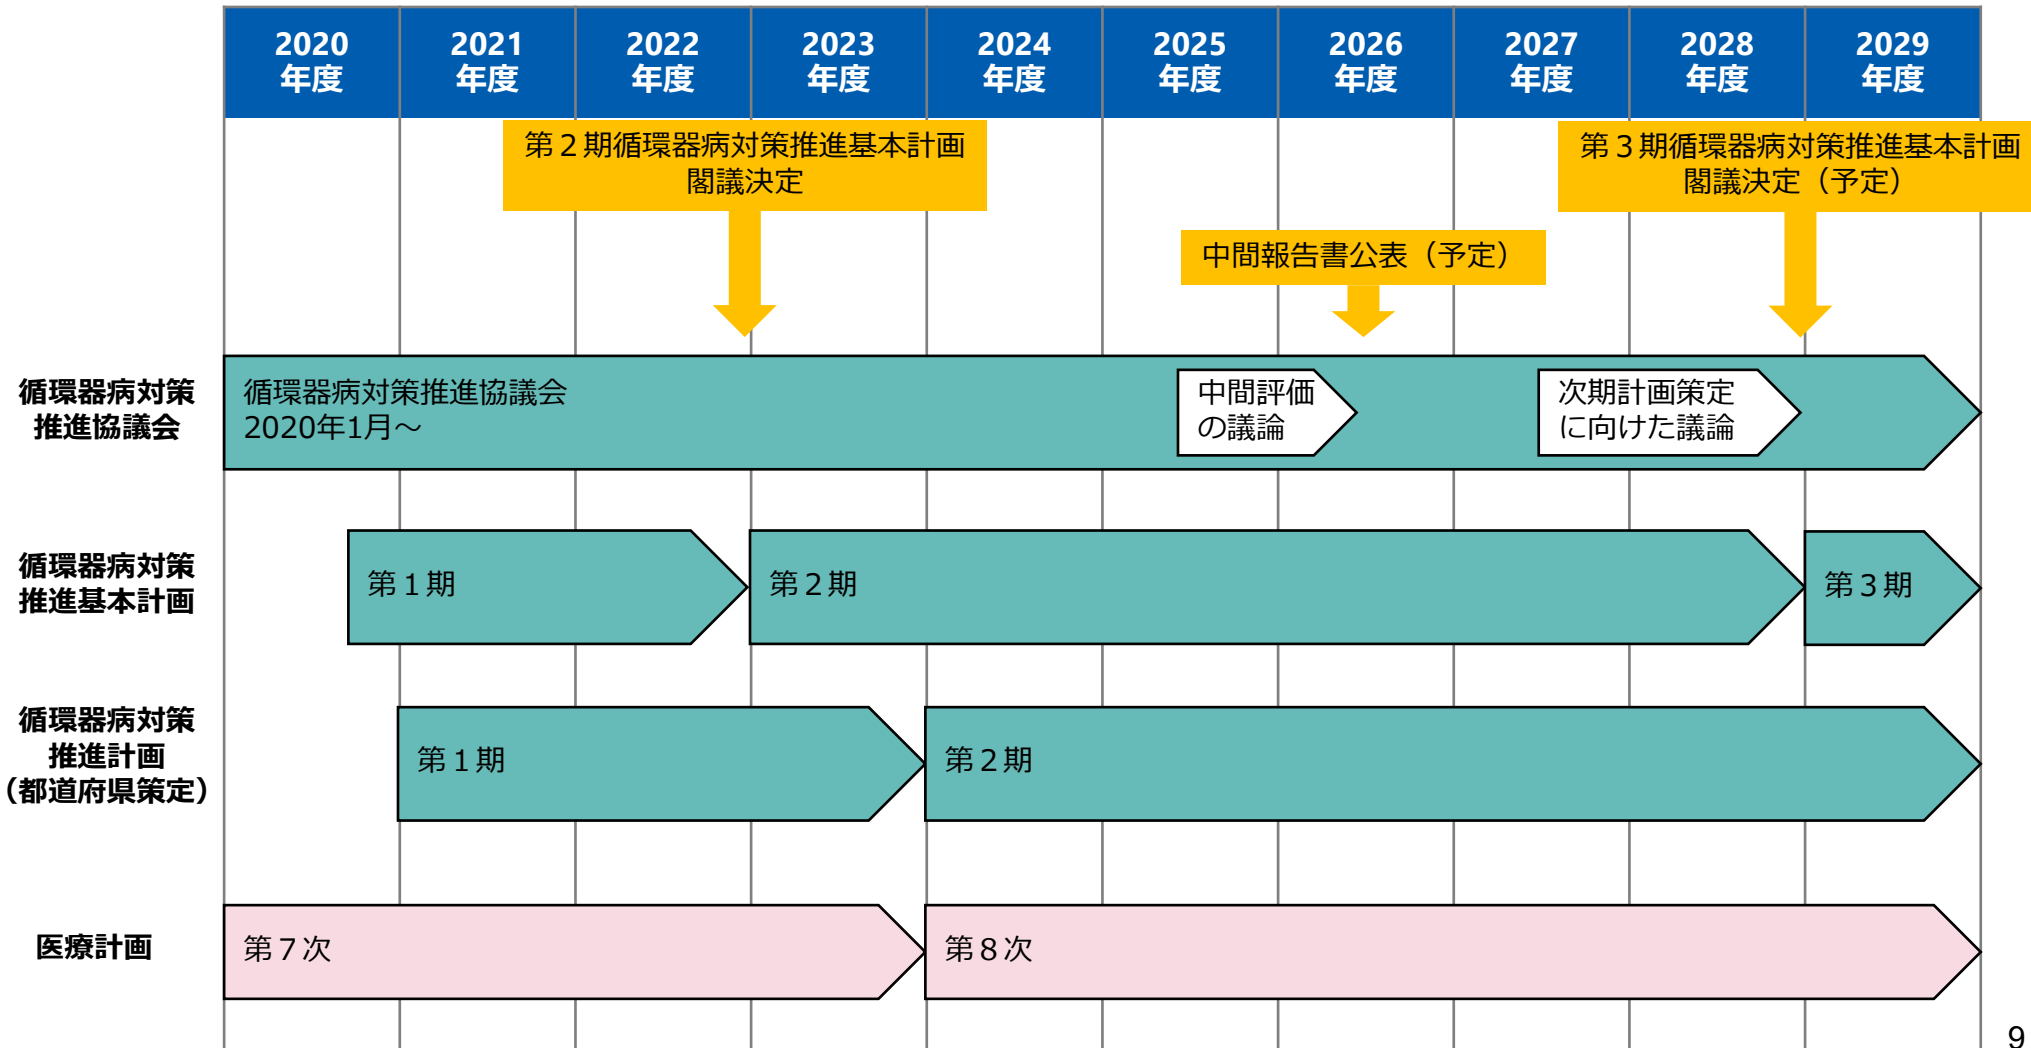 2020
年度
2021
年度
2022
年度
2023
年度
2024
年度
2025
年度
2026
年度
2027
年度
2028
年度
2029
年度
第２期循環器病対策推進基本計画
閣議決定
第３期循環器病対策推進基本計画
閣議決定（予定）
中間報告書公表（予定）
循環器病対策
推進協議会
循環器病対策推進協議会
2020年1月～
中間評価
の議論
次期計画策定
に向けた議論
循環器病対策
推進基本計画
第１期
第２期
第３期
循環器病対策
推進計画
（都道府県策定）
第１期
第２期
医療計画
第７次
第８次
9